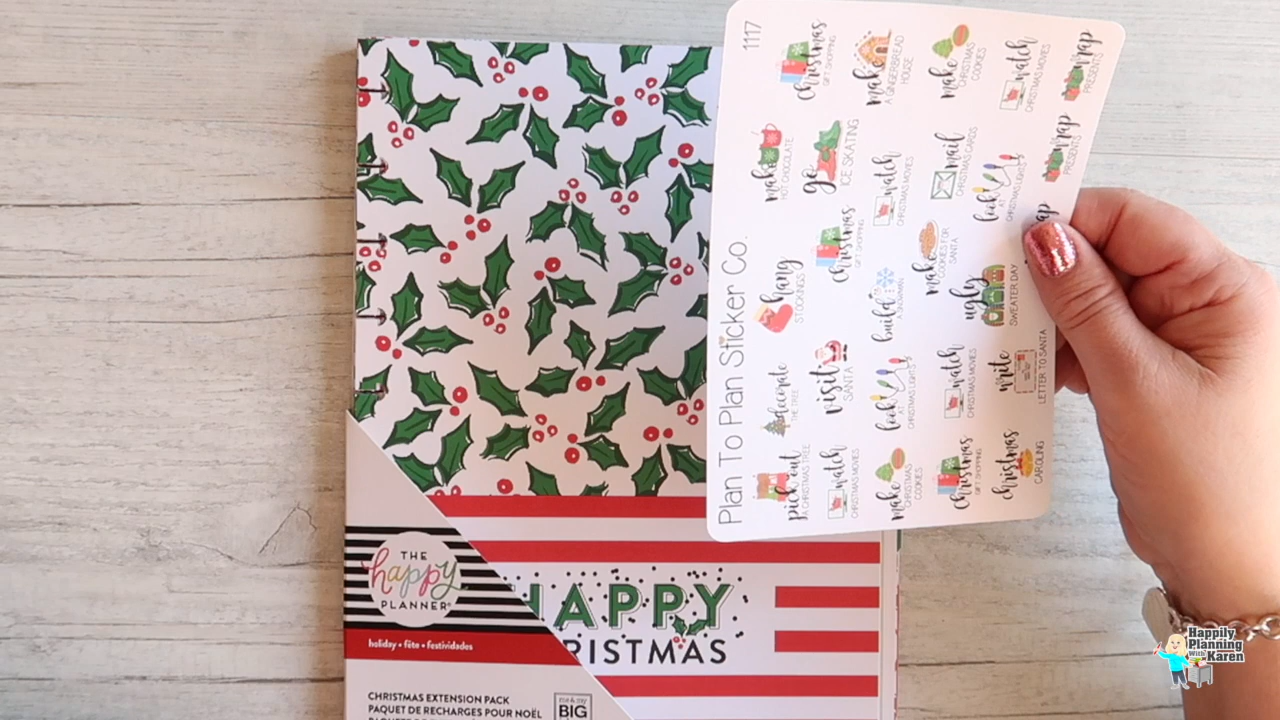 Plan To Plan Sticker Co.
1117
pick out
A CHRISTMAS TREE
decorate
THE TREE
hang
STOCKINGS
make
HOT CHOCOLATE
christmas
GIFT SHOPPING
watch
CHRISTMAS MOVIES
visit
SANTA
christmas
GIFT SHOPPING
go
ICE SKATING
make
A GINGERBREAD
HOUSE
make
CHRISTMAS
COOKIES
look
AT
CHRISTMAS LIGHTS
build
A SNOWMAN
watch
CHRISTMAS MOVIES
make
CHRISTMAS
COOKIES
christmas
GIFT SHOPPING
watch
CHRISTMAS MOVIES
make
COOKIES FOR
SANTA
mail
CHRISTMAS CARDS
watch
CHRISTMAS MOVIES
christmas
CAROLING
write
LETTER TO SANTA
ugly
SWEATER DAY
look
AT
CHRISTMAS LIGHTS
wrap
PRESENTS
wrap
PRESENTS
THE
happy
PLANNER®
holiday • fête • festividades
CHRISTMAS EXTENSION PACK
PAQUET DE RECHARGES POUR NOËL
me & my
BIG
HAPPY
CHRISTMAS
Happily
Planning
With Karen